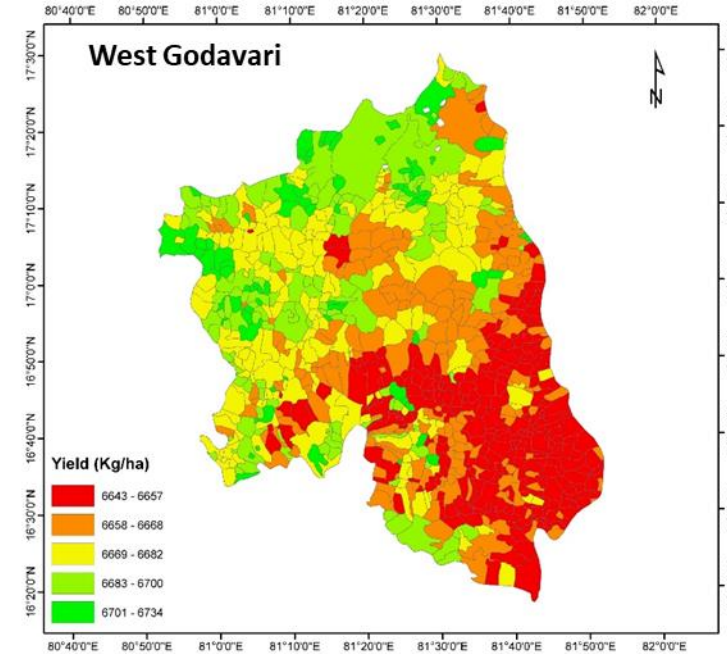 80°40'0"E 80°50'0"E 81°0'0"E 81°10'0"E 81°20'0"E 81°30'0"E 81°40'0"E 81°50'0"E 82°0'0"E
West Godavari
N
17°30'0"N
17°20'0"N
17°10'0"N
17°0'0"N
16°50'0"N
16°40'0"N
16°30'0"N
16°20'0"N
Yield (Kg/ha)
6643 - 6657
6658 - 6668
6669 - 6682
6683 - 6700
6701 - 6734
80°40'0"E 80°50'0"E 81°0'0"E 81°10'0"E 81°20'0"E 81°30'0"E 81°40'0"E 81°50'0"E 82°0'0"E